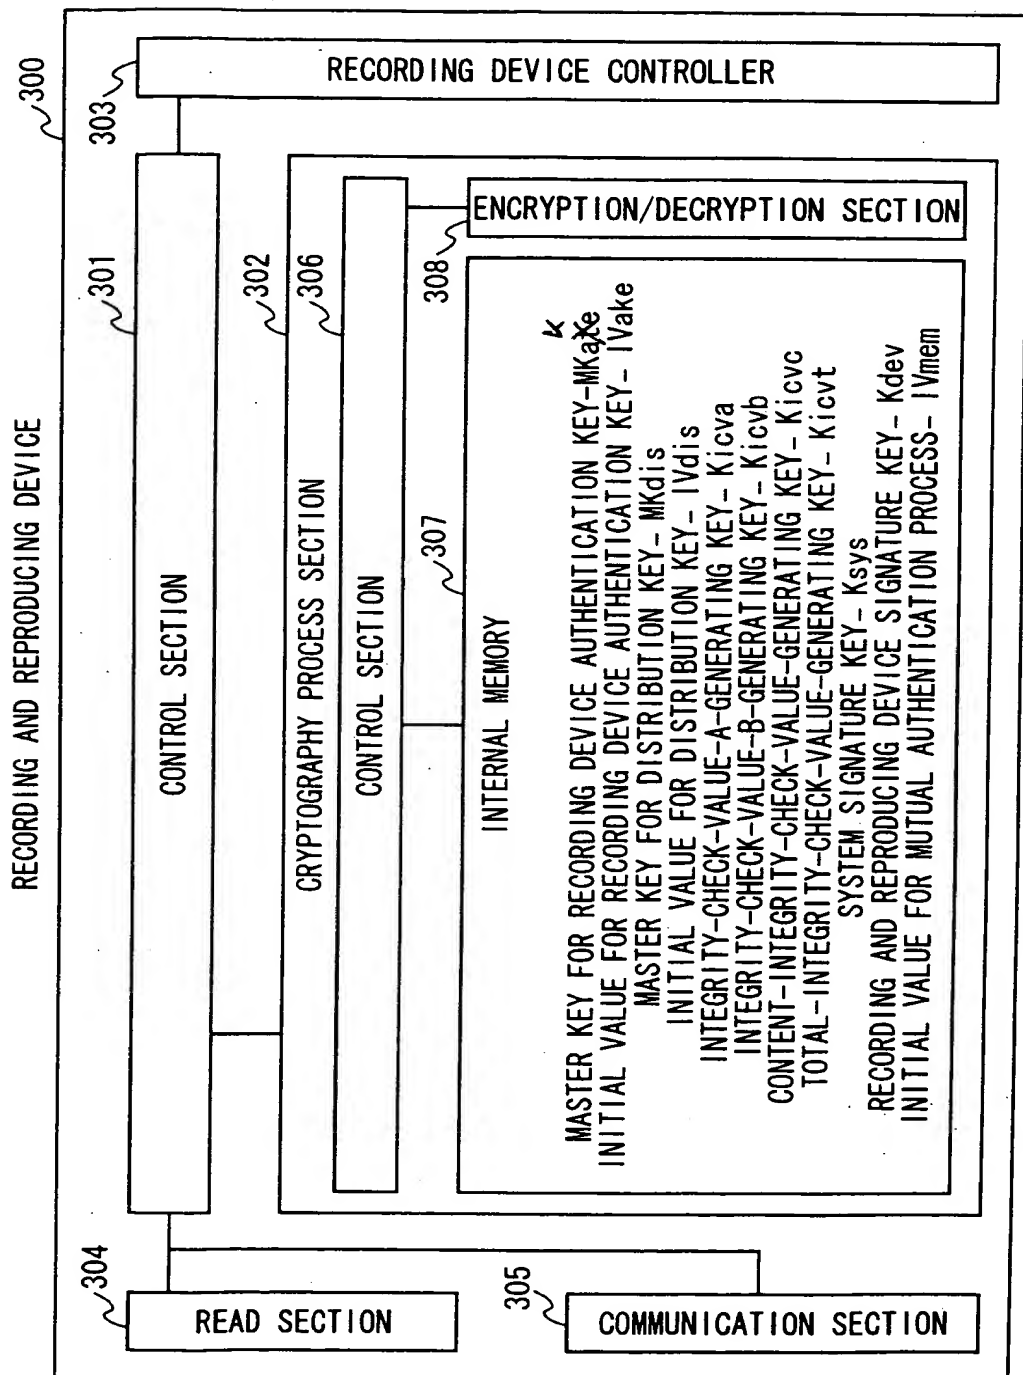 RECORDING AND REPRODUCING DEVICE
300
301
CONTROL SECTION
303
RECORDING DEVICE CONTROLLER
302
CRYPTOGRAPHY PROCESS SECTION
306
CONTROL SECTION
307
INTERNAL MEMORY
MASTER KEY FOR RECORDING DEVICE AUTHENTICATION KEY-MKake
INITIAL VALUE FOR RECORDING DEVICE AUTHENTICATION KEY- IVake
MASTER KEY FOR DISTRIBUTION KEY- MKdis
INITIAL VALUE FOR DISTRIBUTION KEY- IVdis
INTEGRITY-CHECK-VALUE-A-GENERATING KEY- Kicva
INTEGRITY-CHECK-VALUE-B-GENERATING KEY- Kicvb
CONTENT-INTEGRITY-CHECK-VALUE-GENERATING KEY- Kicvc
TOTAL-INTEGRITY-CHECK-VALUE-GENERATING KEY- Kicvt
SYSTEM SIGNATURE KEY- Ksys
RECORDING AND REPRODUCING DEVICE SIGNATURE KEY- Kdev
INITIAL VALUE FOR MUTUAL AUTHENTICATION PROCESS- IVmem
308
ENCRYPTION/DECRYPTION SECTION
304
READ SECTION
305
COMMUNICATION SECTION